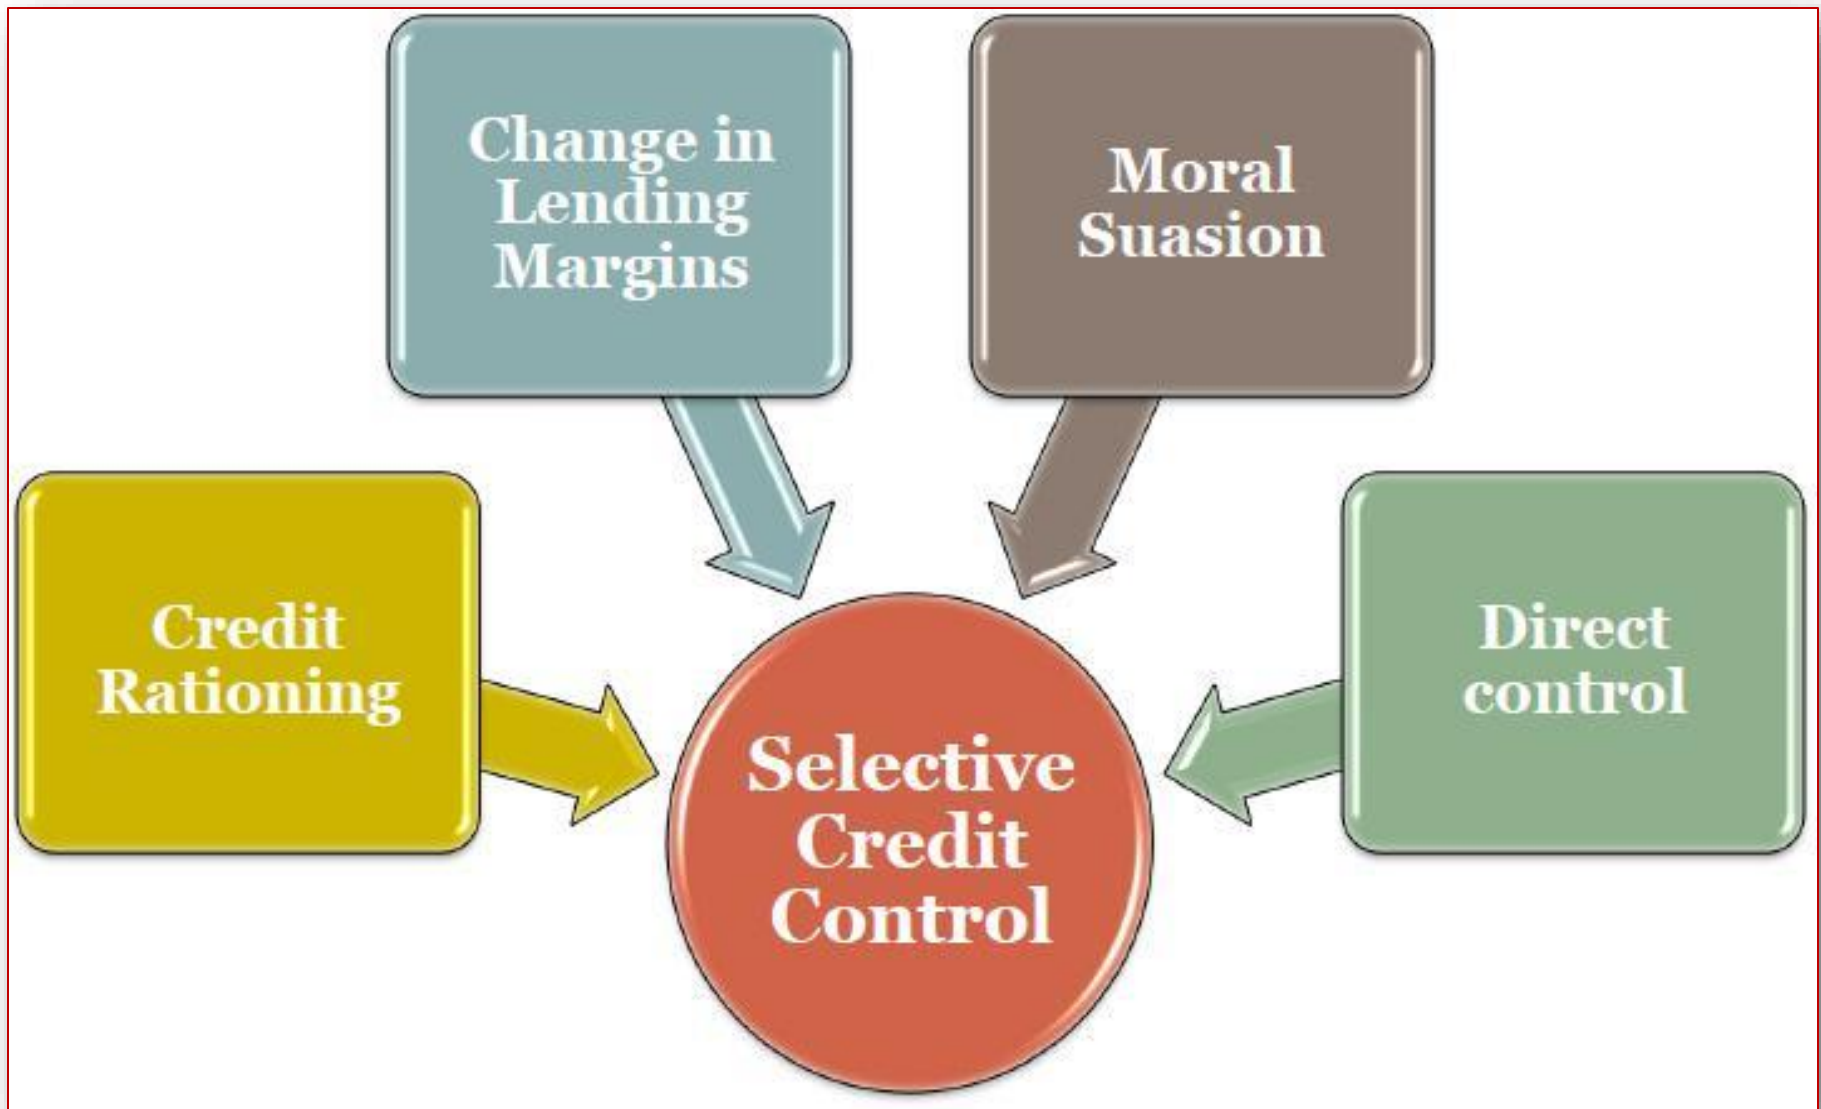 Change in
Lending
Margins
Moral
Suasion
Credit
Rationing
Direct
control
Selective
Credit
Control